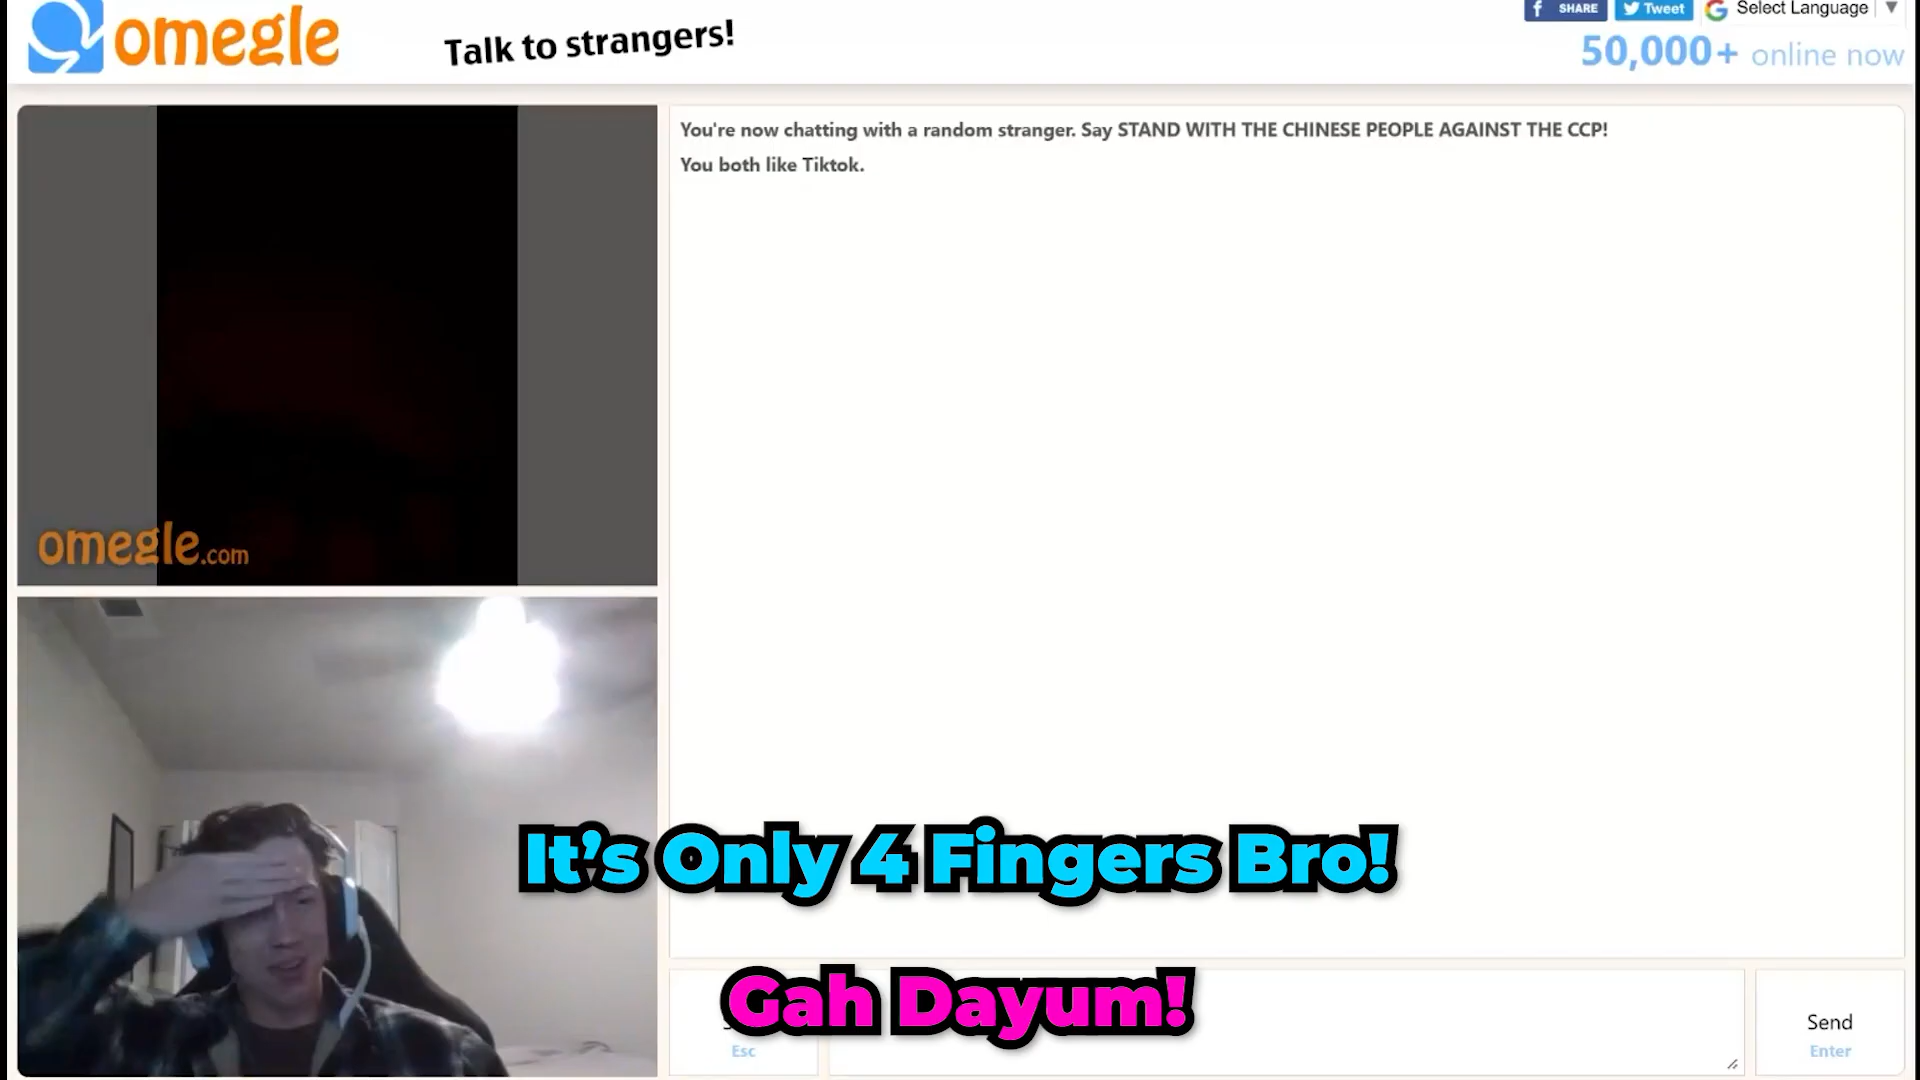 omegle
Talk to strangers!
SHARE
Tweet
Select Language
50,000+ online now
You're now chatting with a random stranger. Say STAND WITH THE CHINESE PEOPLE AGAINST THE CCP!
You both like Tiktok.
omegle.com
It's Only 4 Fingers Bro!
Gah Dayum!
Esc
Send
Enter